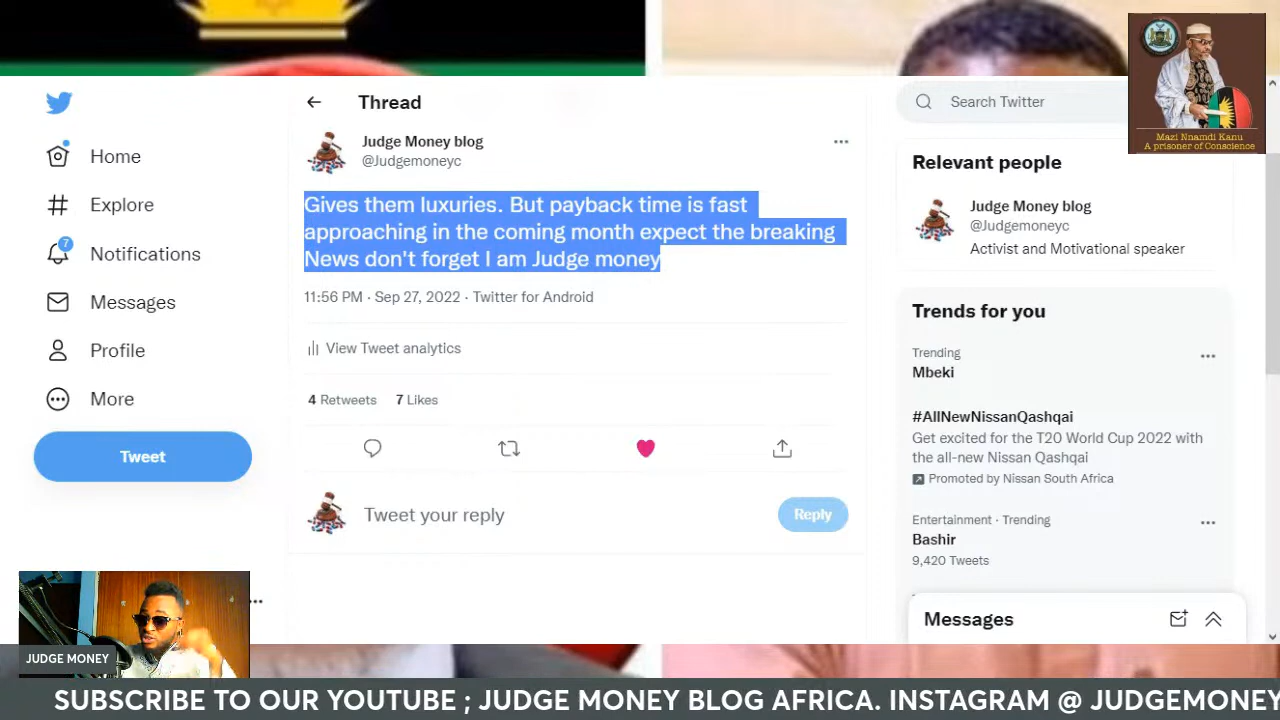 Thread
Search Twitter
Mazi Nnamdi Kanu
A prisoner of Conscience
Home
Explore
7
Notifications
Messages
Profile
More
Tweet
Judge Money blog
@Judgemoneyc
Gives them luxuries. But payback time is fast
approaching in the coming month expect the breaking
News don't forget I am Judge money
11:56 PM · Sep 27, 2022 · Twitter for Android
View Tweet analytics
4 Retweets 7 Likes
Tweet your reply
Reply
Relevant people
Judge Money blog
@Judgemoneyc
Activist and Motivational speaker
Trends for you
Trending
Mbeki
#AllNewNissanQashqai
Get excited for the T20 World Cup 2022 with
the all-new Nissan Qashqai
Promoted by Nissan South Africa
Entertainment · Trending
Bashir
9,420 Tweets
Messages
JUDGE MONEY
SUBSCRIBE TO OUR YOUTUBE ; JUDGE MONEY BLOG AFRICA. INSTAGRAM @ JUDGEMONEY